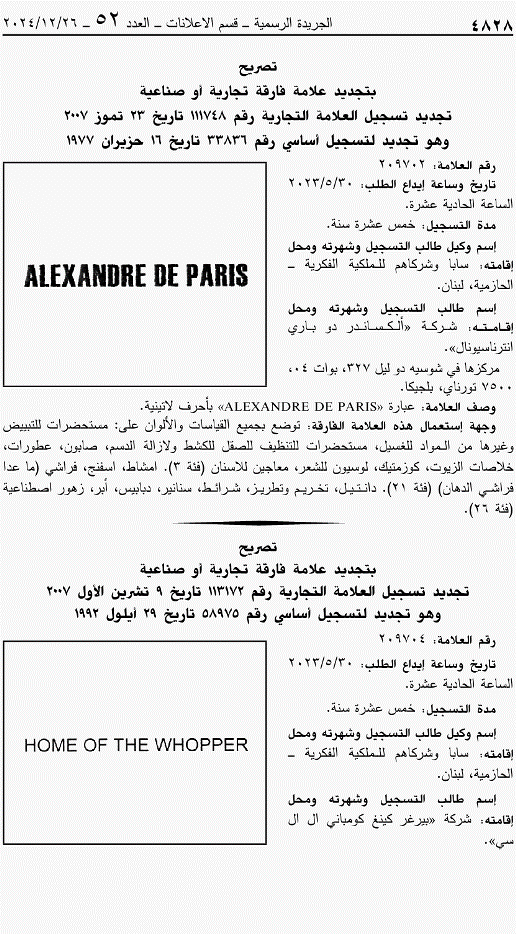 ٤٨٢٨ الجريدة الرسمية ــ قسم الاعلانات ــ العدد ٥٢ ــ ٢٠٢٤/١٢/٢٦
تصريح
بتجديد علامة فارقة تجارية أو صناعية
تجديد تسجيل العلامة التجارية رقم ١١١٧٤٨ تاريخ ٢٣ تموز ٢٠٠٧
وهو تجديد لتسجيل أساسي رقم ٣٣٨٣٦ تاريخ ١٦ حزيران ١٩٧٧
رقم العلامة: ٢٠٩٧٠٢
تاريخ وساعة إيداع الطلب: ٢٠٢٣/٥/٣٠
الساعة الحادية عشرة.
مدة التسجيل: خمس عشرة سنة.
إسم وكيل طالب التسجيل وشهرته ومحل
إقامته: سابا وشركاهم للملكية الفكرية ــ
الحازمية، لبنان.
إسم طالب التسجيل وشهرته ومحل
إقامته: شركة «ألكساندر دو باري
انترناسيونال».
مركزها في شوسيه دو ليل ٣٢٧، بوات ٠٤،
٧٥٠٠ تورناي، بلجيكا.
ALEXANDRE DE PARIS
وصف العلامة: عبارة «ALEXANDRE DE PARIS» بأحرف لاتينية.
وجهة إستعمال هذه العلامة الفارقة: توضع بجميع القياسات والألوان على: مستحضرات للتبييض
وغيرها من المواد للغسيل، مستحضرات للتنظيف للصقل للكشط ولازالة الدسم، صابون، عطورات،
خلاصات الزيوت، كوزمتيك، لوسيون للشعر، معاجين للاسنان (فئة ٣). امشاط، اسفنج، فراشي (ما عدا
فراشي الدهان) (فئة ٢١). دانتيل، تخريم وتطريز، شرائط، سنانير، دبابيس، أبر، زهور اصطناعية
(فئة ٢٦).
تصريح
بتجديد علامة فارقة تجارية أو صناعية
تجديد تسجيل العلامة التجارية رقم ١١٣١٧٢ تاريخ ٩ تشرين الأول ٢٠٠٧
وهو تجديد لتسجيل أساسي رقم ٥٨٩٧٥ تاريخ ٢٩ أيلول ١٩٩٢
رقم العلامة: ٢٠٩٧٠٤
تاريخ وساعة إيداع الطلب: ٢٠٢٣/٥/٣٠
الساعة الحادية عشرة.
مدة التسجيل: خمس عشرة سنة.
إسم وكيل طالب التسجيل وشهرته ومحل
إقامته: سابا وشركاهم للملكية الفكرية ــ
الحازمية، لبنان.
إسم طالب التسجيل وشهرته ومحل
إقامته: شركة «بيرغر كينغ كومباني ال ال
سي».
HOME OF THE WHOPPER